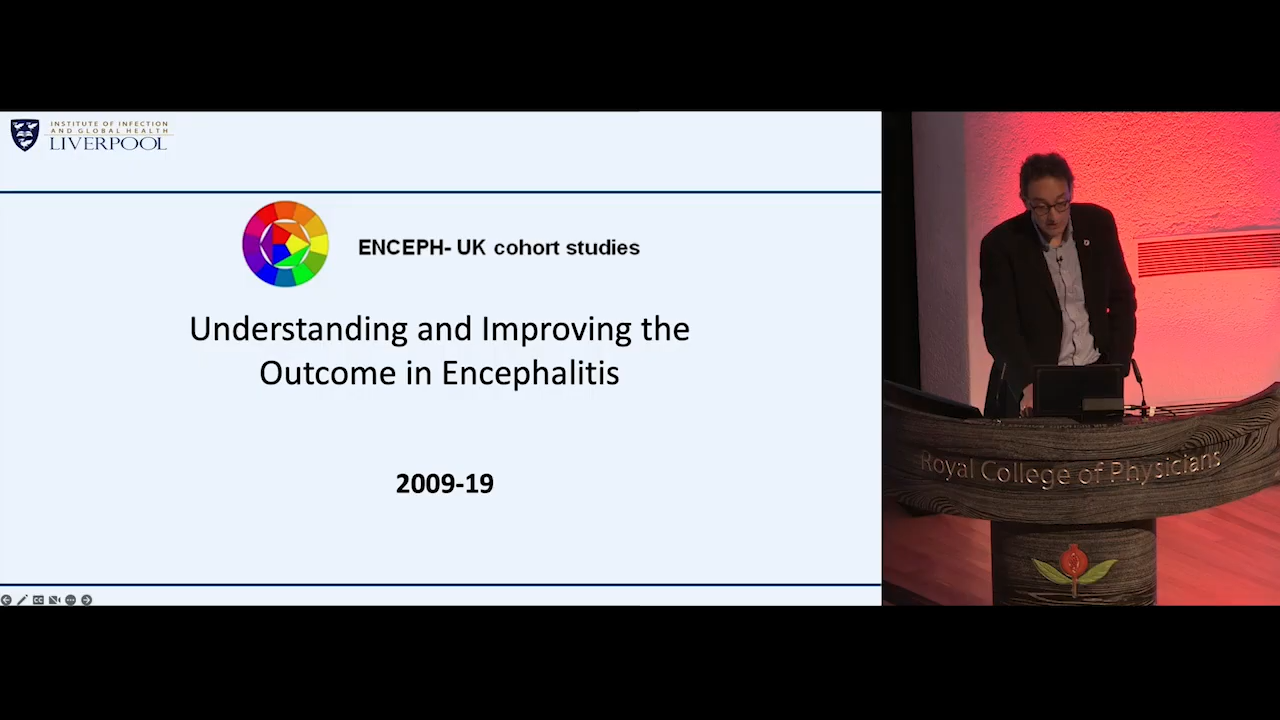 INSTITUTE OF INFECTION
AND GLOBAL HEALTH
LIVERPOOL
ENCEPH- UK cohort studies
Understanding and Improving the
Outcome in Encephalitis
2009-19
CC
Royal College of Physicians